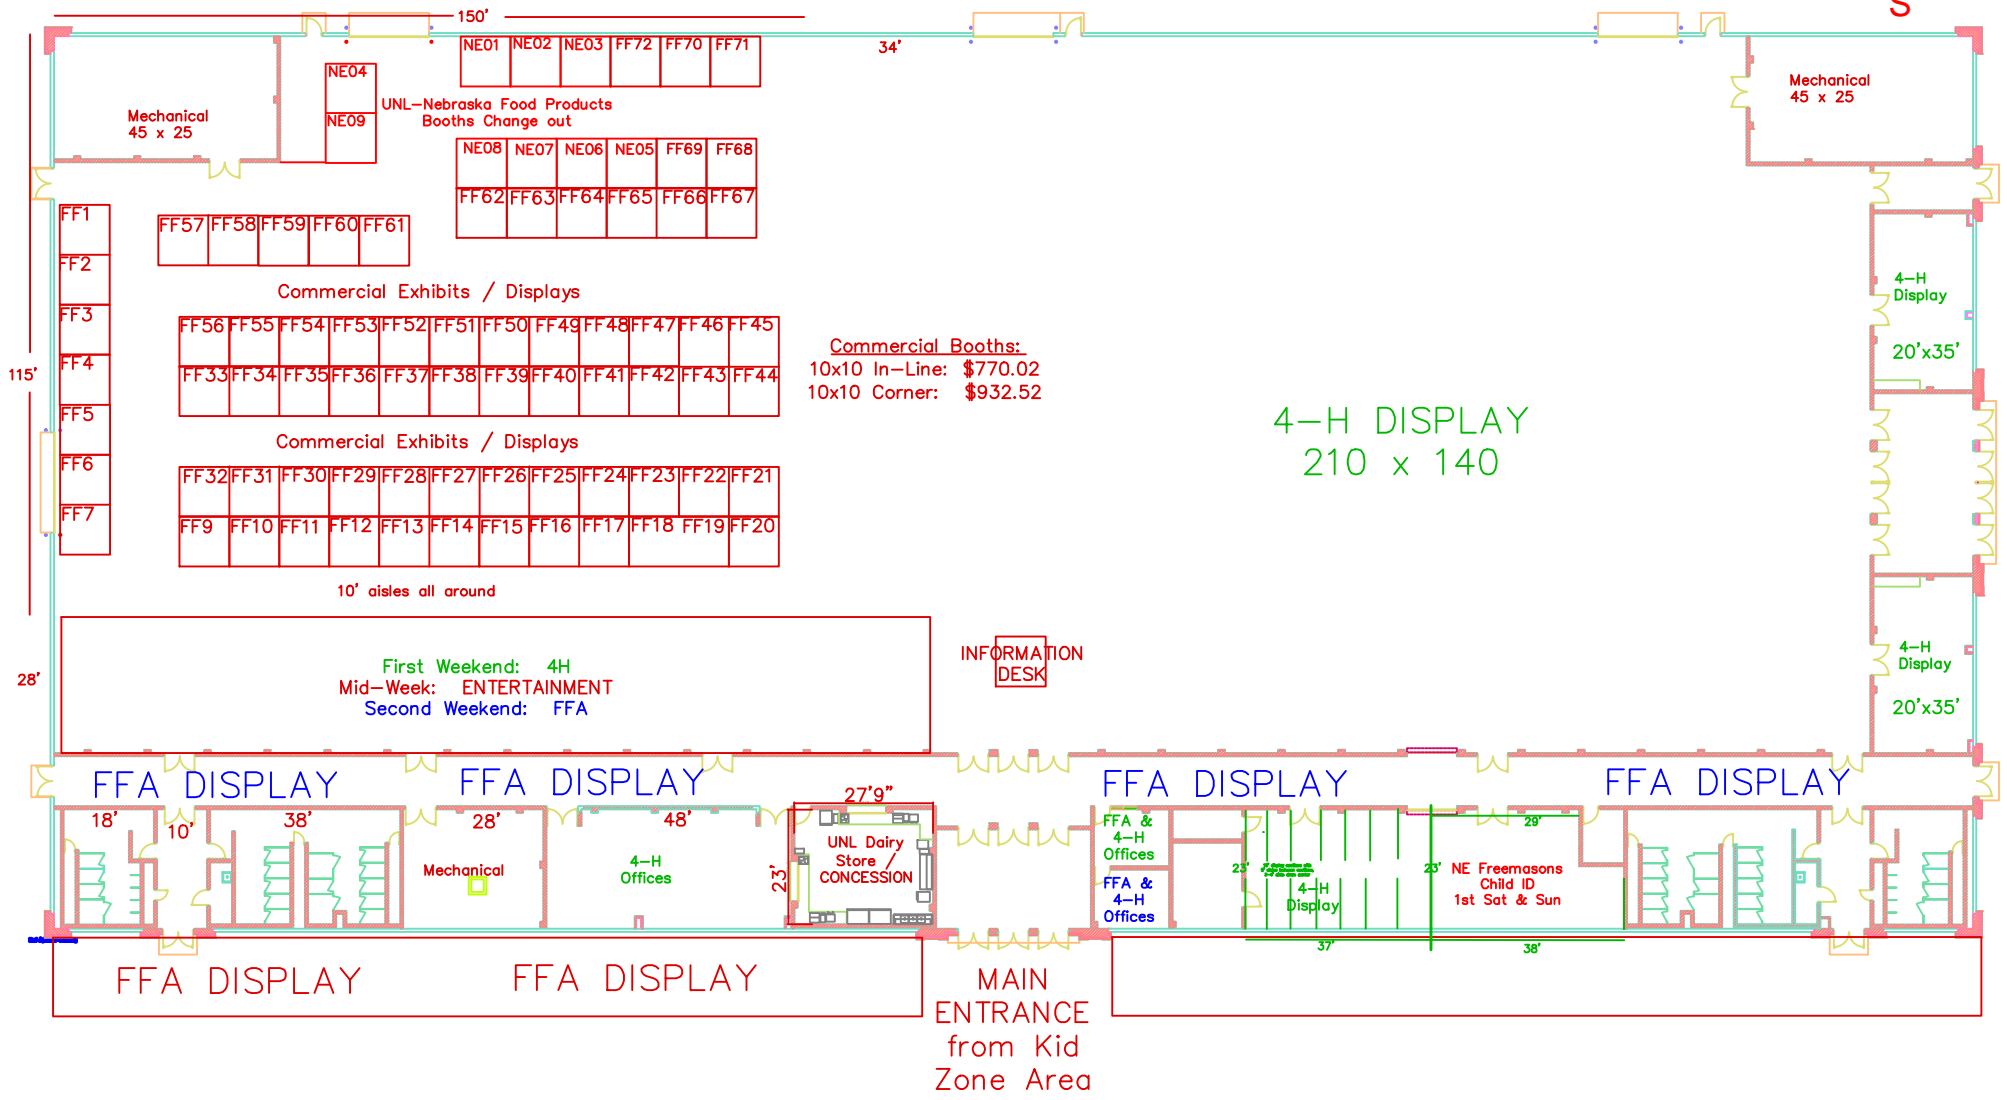 S
150'
34'
NE01 NE02 NE03 FF72 FF70 FF71
NE04
NE09
UNL-Nebraska Food Products
Booths Change out
Mechanical
45 x 25
Mechanical
45 x 25
NE08 NE07 NE06 NE05 FF69 FF68
FF62 FF63 FF64 FF65 FF66 FF67
FF1
FF2
FF3
FF4
FF5
FF6
FF7
FF57 FF58 FF59 FF60 FF61
Commercial Exhibits / Displays
FF56 FF55 FF54 FF53 FF52 FF51 FF50 FF49 FF48 FF47 FF46 FF45
FF33 FF34 FF35 FF36 FF37 FF38 FF39 FF40 FF41 FF42 FF43 FF44
115'
Commercial Booths:
10x10 In-Line: $770.02
10x10 Corner: $932.52
Commercial Exhibits / Displays
FF32 FF31 FF30 FF29 FF28 FF27 FF26 FF25 FF24 FF23 FF22 FF21
FF9 FF10 FF11 FF12 FF13 FF14 FF15 FF16 FF17 FF18 FF19 FF20
10' aisles all around
4-H DISPLAY
210 x 140
4-H
Display
20'x35'
4-H
Display
20'x35'
28'
First Weekend: 4H
Mid-Week: ENTERTAINMENT
Second Weekend: FFA
INFORMATION
DESK
FFA DISPLAY
FFA DISPLAY
FFA DISPLAY
FFA DISPLAY
18'
10'
38'
28'
48'
27'9"
23'
Mechanical
4-H
Offices
UNL Dairy
Store /
CONCESSION
FFA &
4-H
Offices
FFA &
4-H
Offices
23'
4-H
Display
23'
29'
NE Freemasons
Child ID
1st Sat & Sun
37'
38'
FFA DISPLAY
FFA DISPLAY
MAIN
ENTRANCE
from Kid
Zone Area